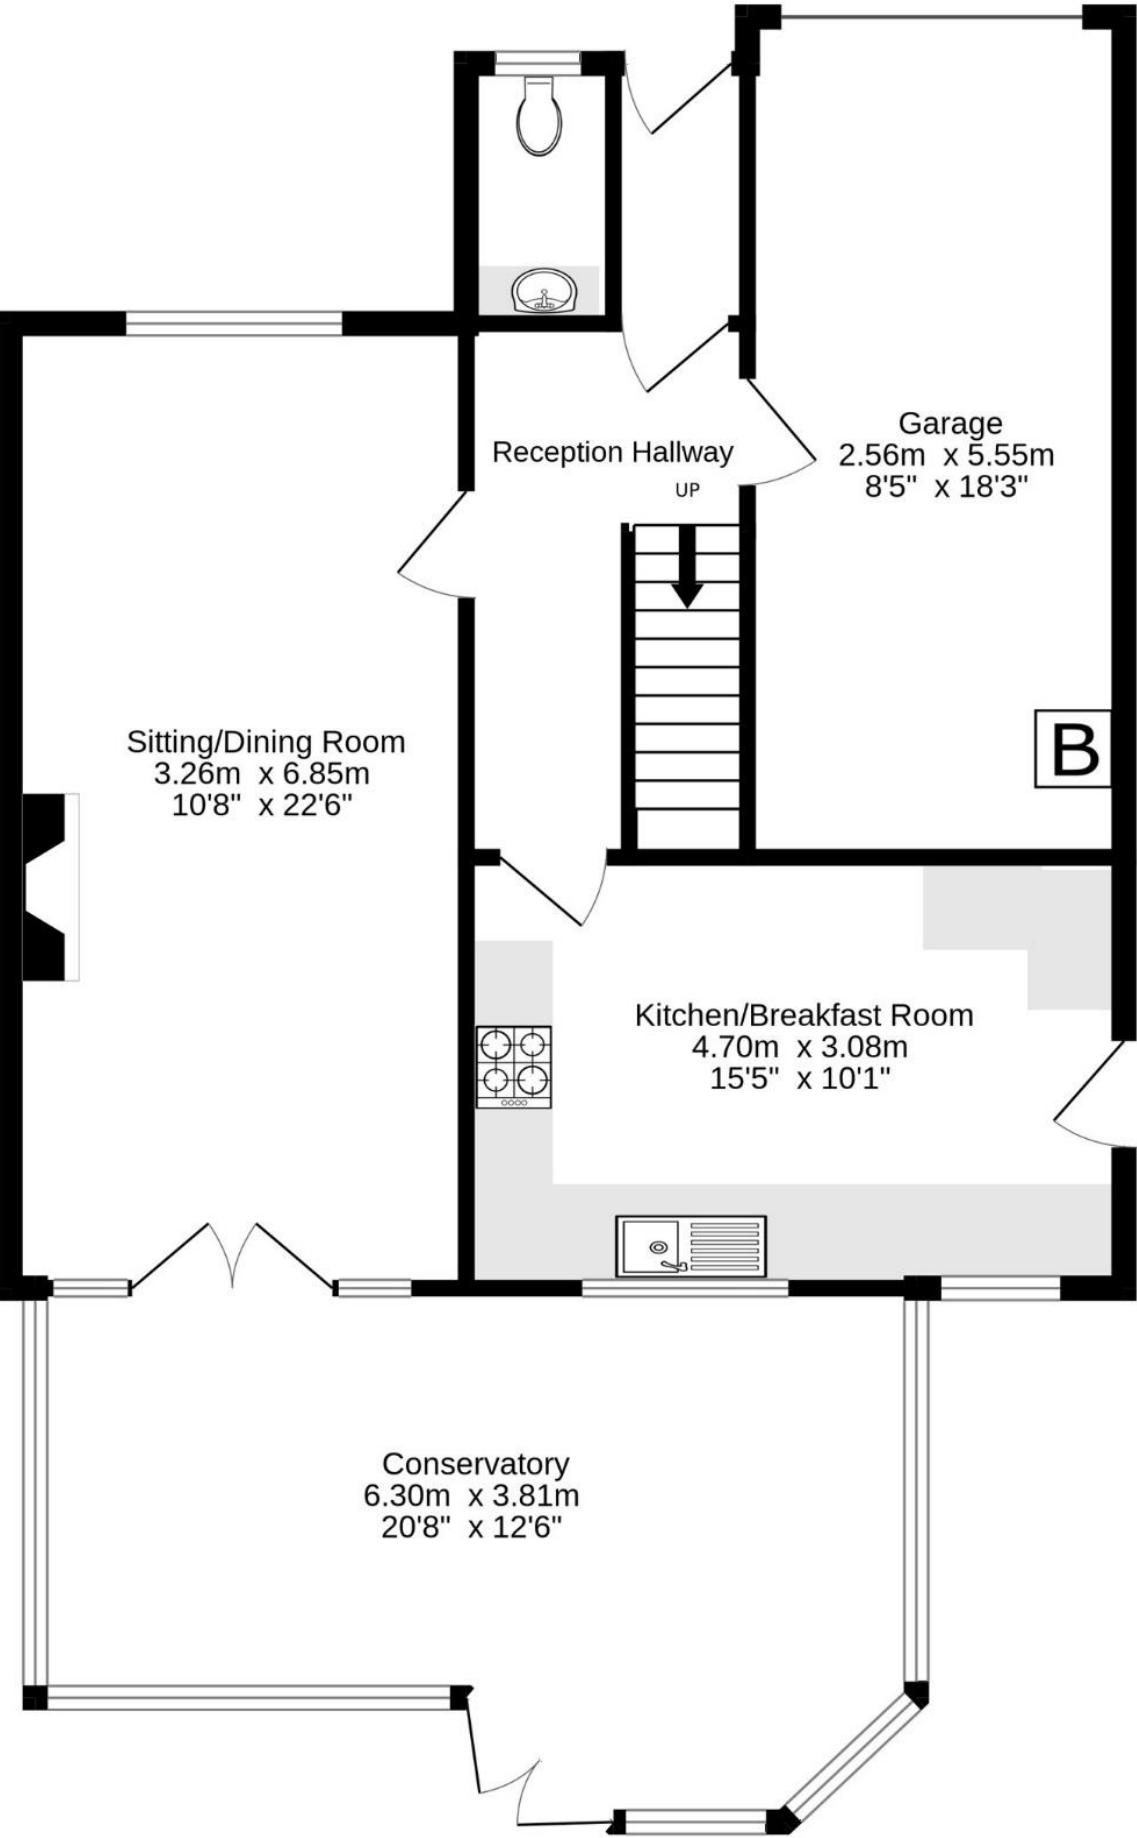 Garage
2.56m x 5.55m
8'5" x 18'3"
Reception Hallway
UP
B
Sitting/Dining Room
3.26m x 6.85m
10'8" x 22'6"
Kitchen/Breakfast Room
4.70m x 3.08m
15'5" x 10'1"
Conservatory
6.30m x 3.81m
20'8" x 12'6"